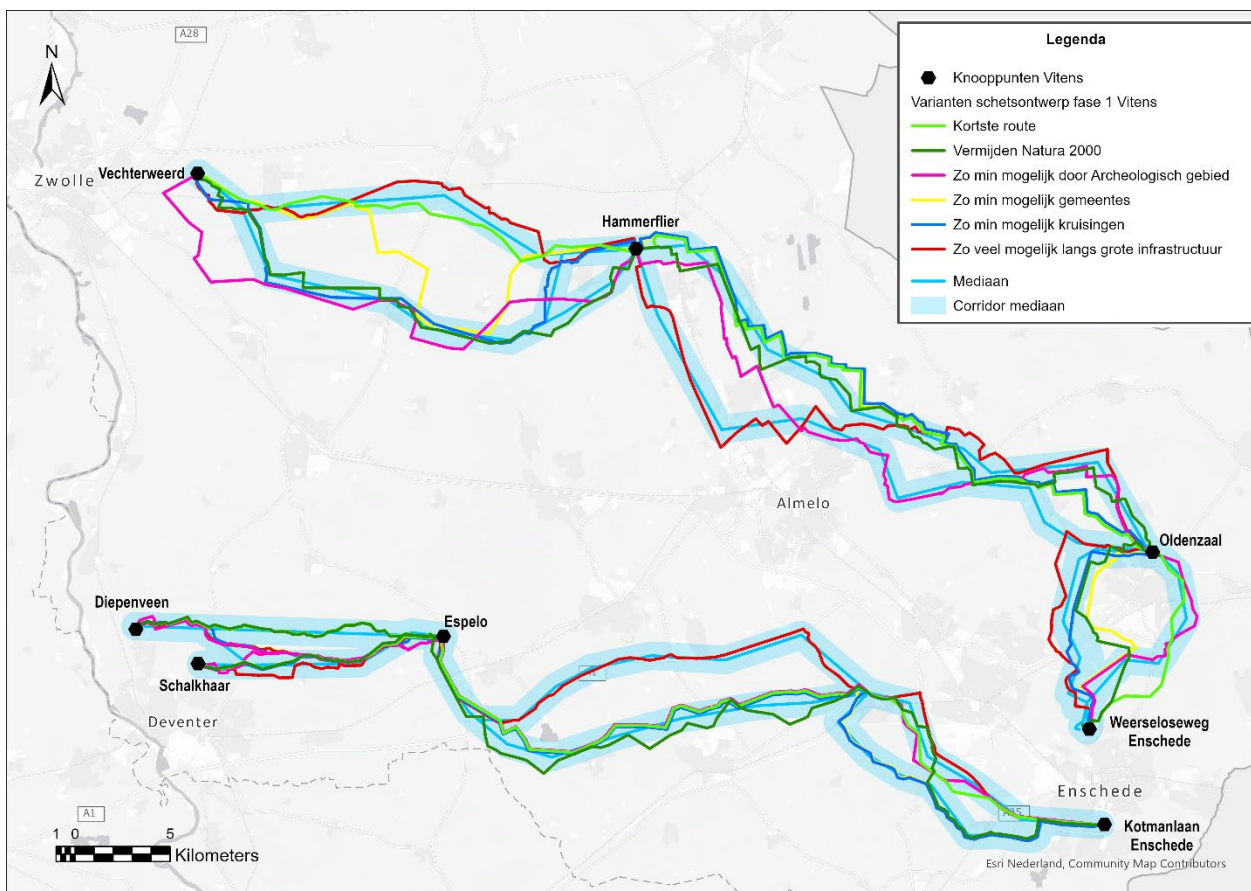 A28
N
Zwolle
Vechterweerd
Hammerflier
Almelo
Oldenzaal
Diepenveen
Espelo
Schalkhaar
Deventer
Weerseloseweg
Enschede
Enschede
A1
A35
Kotmanlaan
Enschede
1 0 5
Kilometers
Esri Nederland, Community Map Contributors
Legenda
Knooppunten Vitens
Varianten schetsontwerp fase 1 Vitens
Kortste route
Vermijden Natura 2000
Zo min mogelijk door Archeologisch gebied
Zo min mogelijk gemeentes
Zo min mogelijk kruisingen
Zo veel mogelijk langs grote infrastructuur
Mediaan
Corridor mediaan